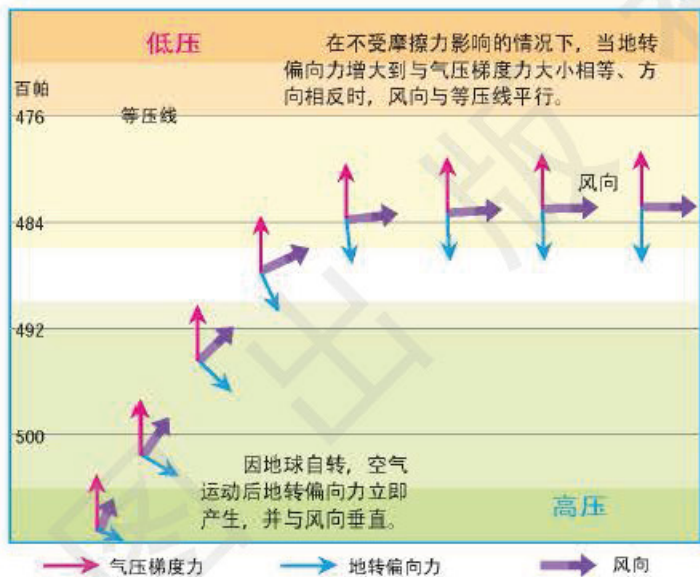 低压
在不受摩擦力影响的情况下，当地转
偏向力增大到与气压梯度力大小相等、方
向相反时，风向与等压线平行。
百帕
476
等压线
风向
484
492
500
因地球自转，空气
运动后地转偏向力立即
产生，并与风向垂直。
高压
气压梯度力
地转偏向力
风向